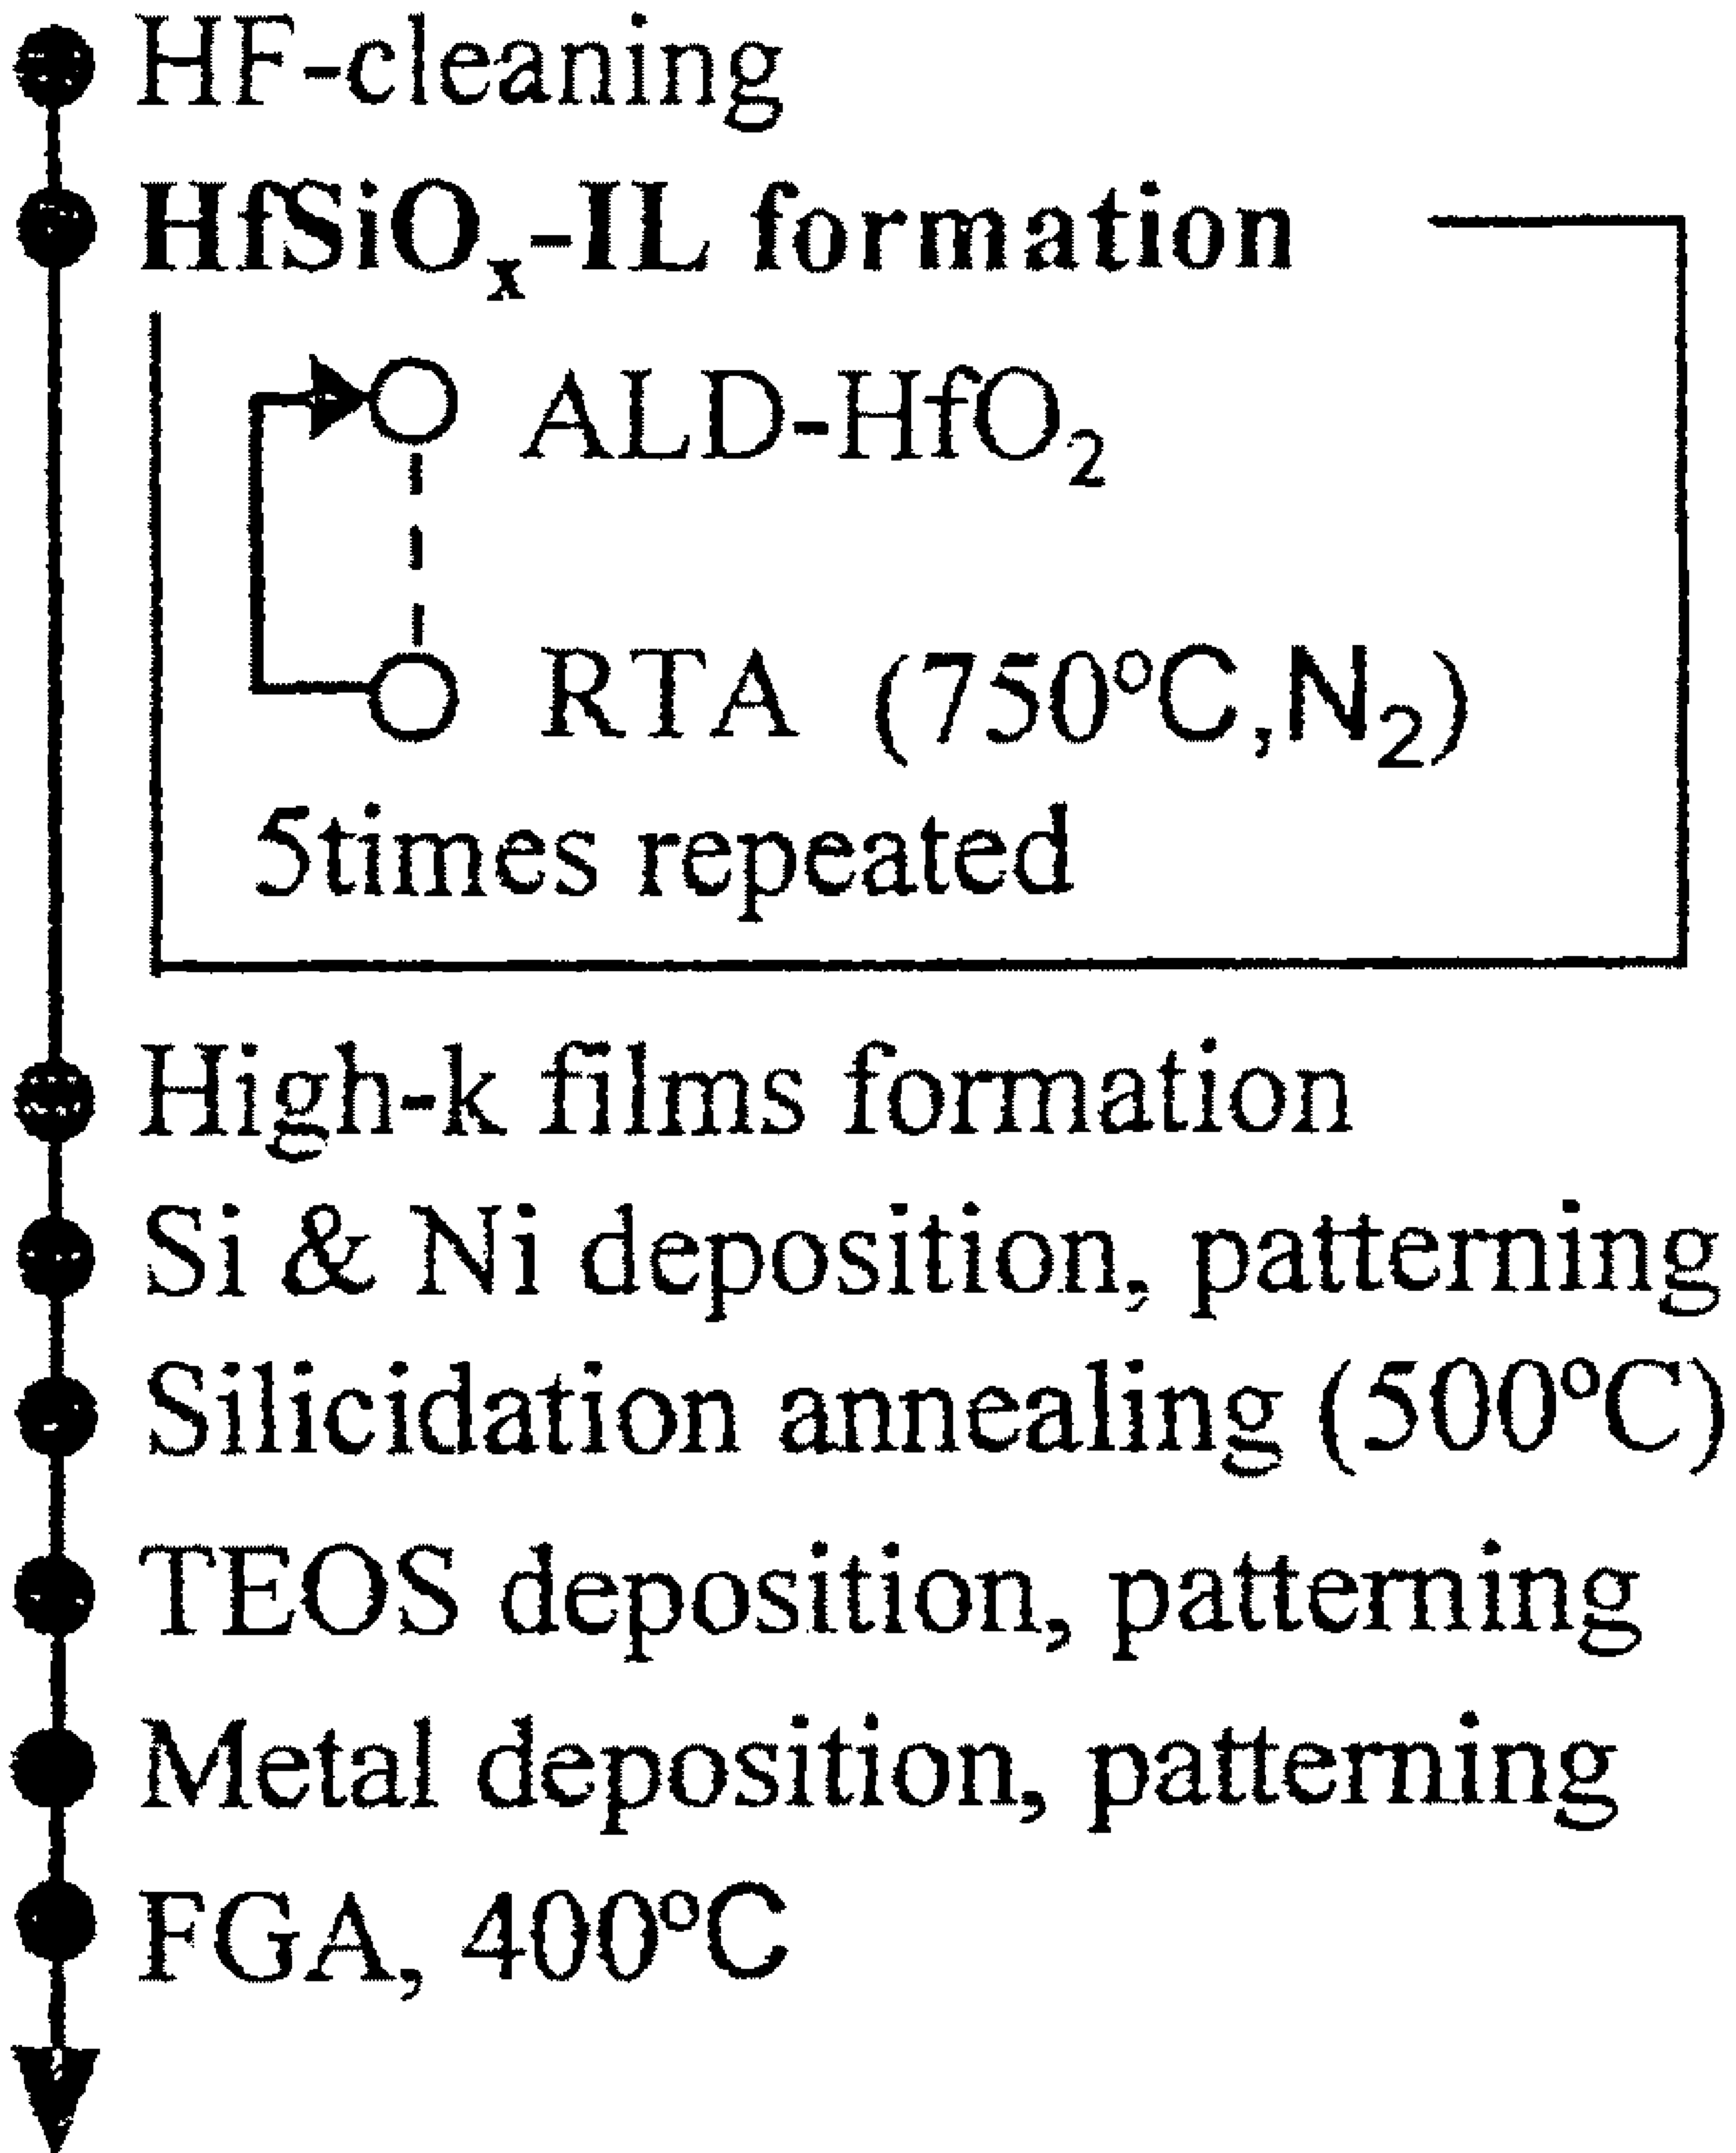 HF-cleaning
HfSiOₓ-IL formation
ALD-HfO₂
RTA (750°C,N₂)
5times repeated
High-k films formation
Si & Ni deposition, patterning
Silicidation annealing (500°C)
TEOS deposition, patterning
Metal deposition, patterning
FGA, 400°C